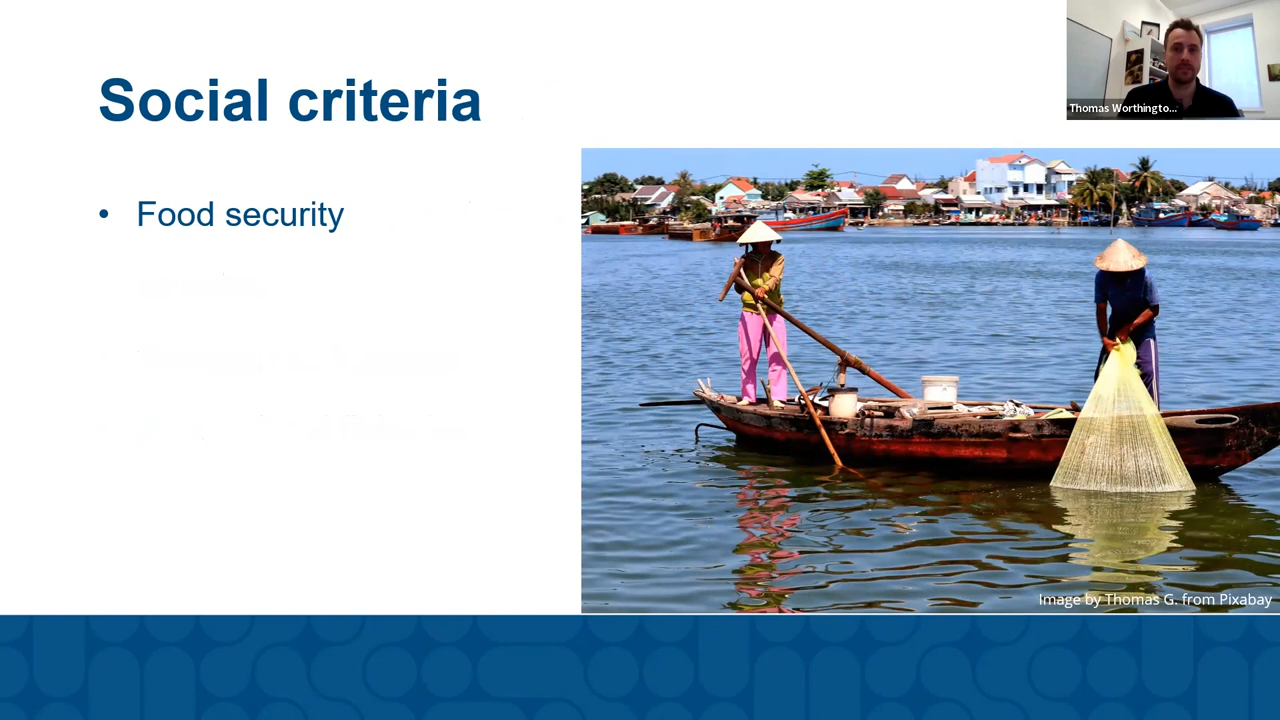 Social criteria
Thomas Worthingto...
• Food security
Image by Thomas G. from Pixabay